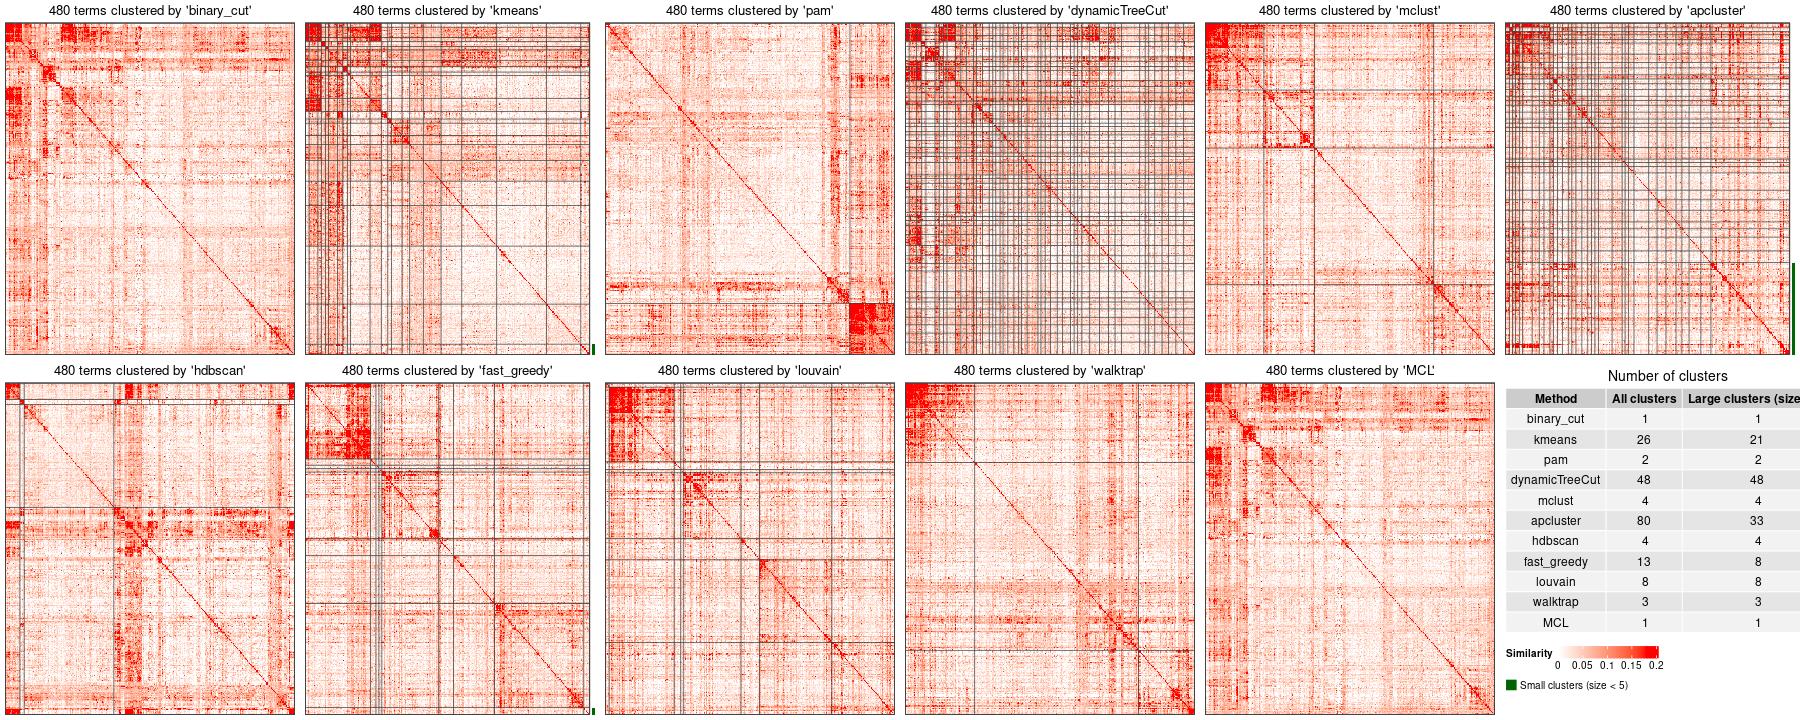 480 terms clustered by 'binary_cut'
480 terms clustered by 'kmeans'
480 terms clustered by 'pam'
480 terms clustered by 'dynamicTreeCut'
480 terms clustered by 'mclust'
480 terms clustered by 'apcluster'
480 terms clustered by 'hdbscan'
480 terms clustered by 'fast_greedy'
480 terms clustered by 'louvain'
480 terms clustered by 'walktrap'
480 terms clustered by 'MCL'
Number of clusters
Method All clusters Large clusters (size
binary_cut 1 1
kmeans 26 21
pam 2 2
dynamicTreeCut 48 48
mclust 4 4
apcluster 80 33
hdbscan 4 4
fast_greedy 13 8
louvain 8 8
walktrap 3 3
MCL 1 1
Similarity
0 0.05 0.1 0.15 0.2
Small clusters (size < 5)